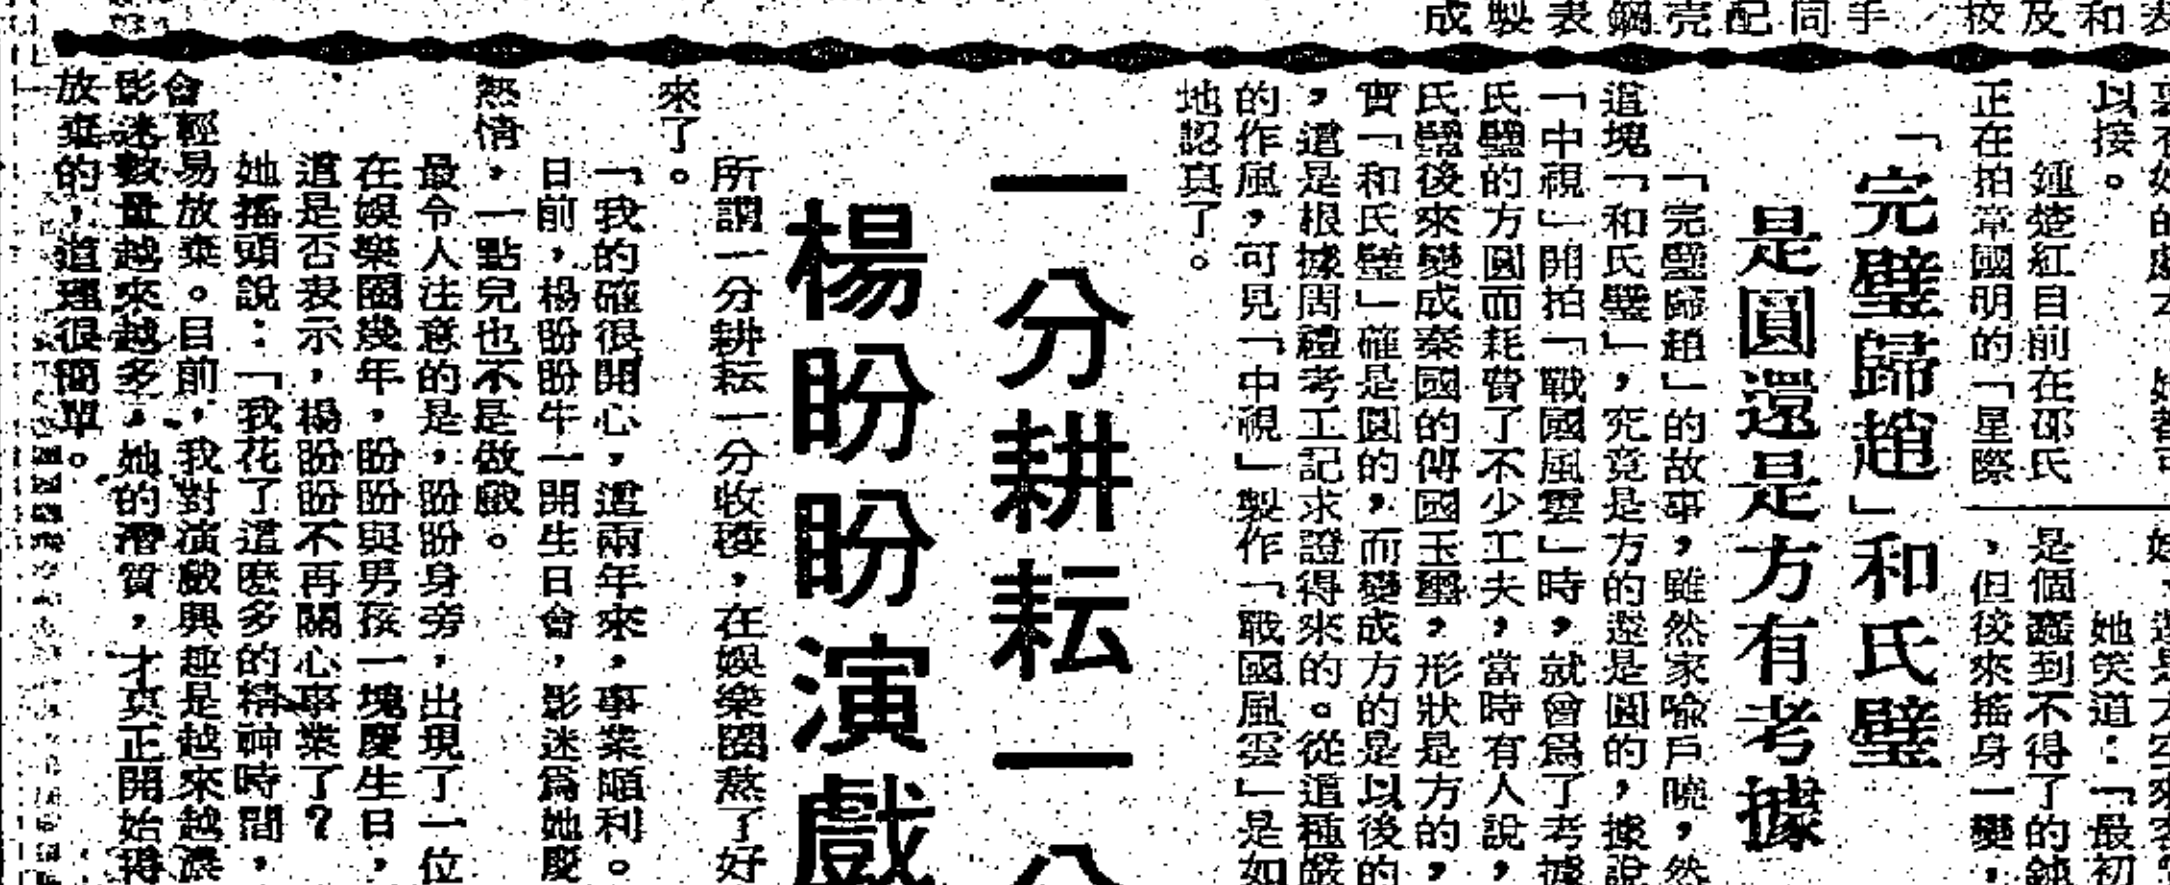 手同配壳鋼表製成
和及校
以接。
她笑道：「最初
鍾楚紅目前在邵氏
正在拍章國明的「星際
是個蠢到不得了的
，但後來搖身一變，
「完璧歸趙」和氏璧
是圓還是方有考據
「完璧歸趙」的故事，雖然家喻戶曉，然
這塊「和氏璧」，究竟是方的還是圓的，據說
「中視」開拍「戰國風雲」時，就曾爲了考據
氏璧的方圓而耗費了不少工夫，當時有人說，
氏璧後來變成秦國的傳國玉璽，形狀是方的，
實「和氏璧」確是圓的，而變成方的是以後的
，這是根據周禮考工記求證得來的。從這種嚴
的作風，可見「中視」製作「戰國風雲」是如
地認真了。
一分耕耘一分
楊盼盼演戲
所謂一分耕耘一分收穫，在娛樂圈熬了好
來了。
「我的確很開心，這兩年來，事業順利。
日前，楊盼盼牛一開生日會，影迷爲她慶
熱情，一點兒也不是做戲。
最令人注意的是，盼盼身旁，出現了一位
在娛樂圈幾年，盼盼與男孩一塊慶生日，
這是否表示，楊盼盼不再關心事業了？
她搖頭說：「我花了這麼多的精神時間，
會輕易放棄。目前，我對演戲興趣是越來越濃
影迷數量越來越多，她的潛質，才真正開始得
放棄的，道理很簡單。